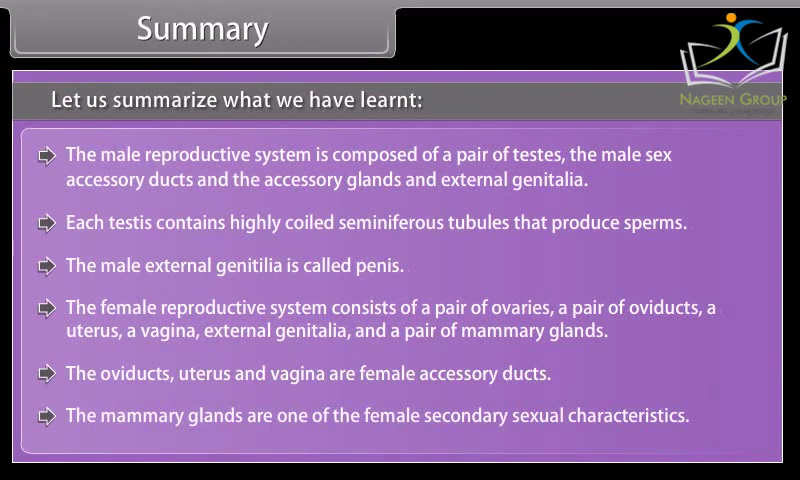 Summary
NAGEEN GROUP
Let us summarize what we have learnt:
The male reproductive system is composed of a pair of testes, the male sex
accessory ducts and the accessory glands and external genitalia.
Each testis contains highly coiled seminiferous tubules that produce sperms.
The male external genitilia is called penis.
The female reproductive system consists of a pair of ovaries, a pair of oviducts, a
uterus, a vagina, external genitalia, and a pair of mammary glands.
The oviducts, uterus and vagina are female accessory ducts.
The mammary glands are one of the female secondary sexual characteristics.